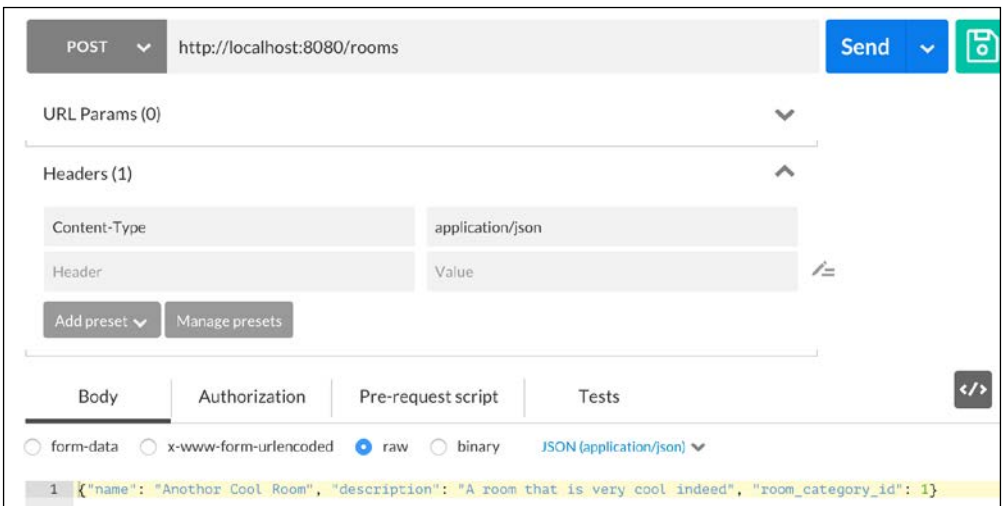 POST http://localhost:8080/rooms Send
URL Params (0)
Headers (1)
Content-Type application/json
Header Value
Add preset Manage presets
Body Authorization Pre-request script Tests
form-data x-www-form-urlencoded raw binary JSON (application/json)
1 {"name": "Anothor Cool Room", "description": "A room that is very cool indeed", "room_category_id": 1}